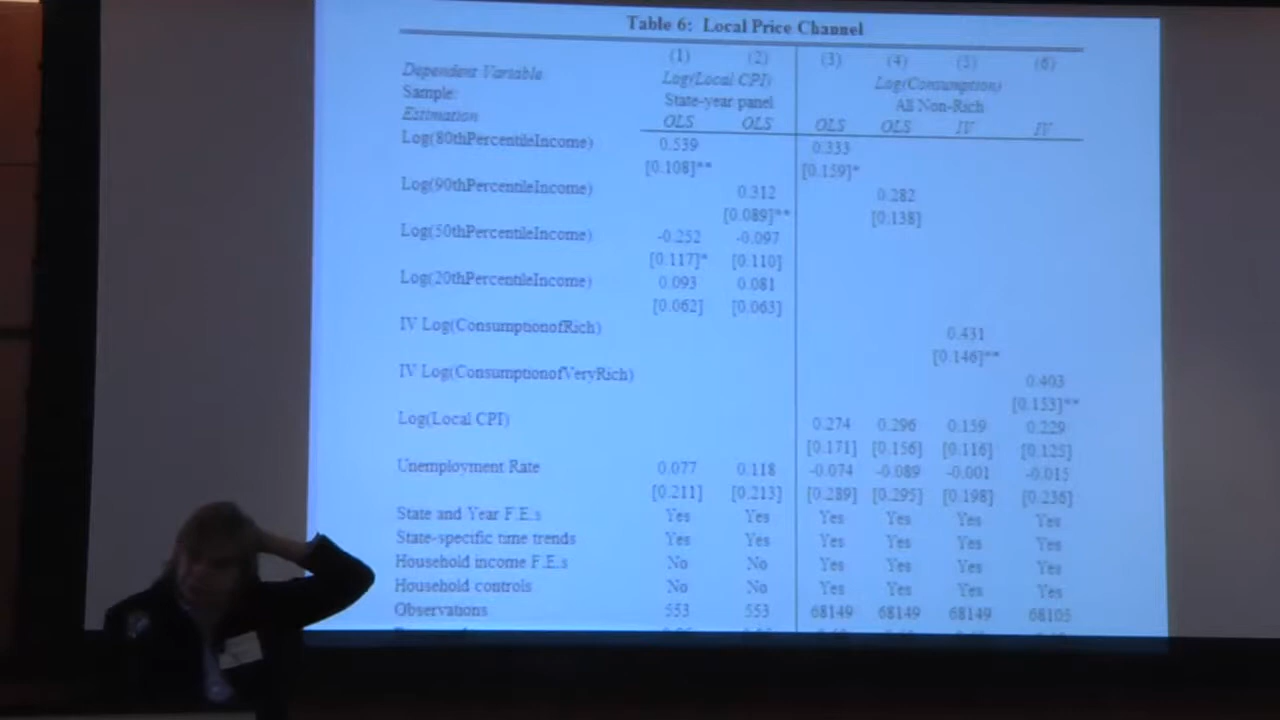 Table 6: Local Price Channel
(1) (2) (3) (4) (5) (6)
Dependent Variable Log(Local CPI) Log(Consumption)
Sample: State-year panel All Non-Rich
Estimation OLS OLS OLS OLS IV IV
Log(80thPercentileIncome) 0.539 0.333
[0.108]** [0.159]*
Log(90thPercentileIncome) 0.312 0.282
[0.089]** [0.138]
Log(50thPercentileIncome) -0.252 -0.097
[0.117]* [0.110]
Log(20thPercentileIncome) 0.093 0.081
[0.062] [0.063]
IV Log(ConsumptionofRich) 0.431
[0.146]**
IV Log(ConsumptionofVeryRich) 0.403
[0.153]**
Log(Local CPI) 0.274 0.296 0.159 0.229
[0.171] [0.156] [0.116] [0.125]
Unemployment Rate 0.077 0.118 -0.074 -0.089 -0.001 -0.015
[0.211] [0.213] [0.289] [0.295] [0.198] [0.236]
State and Year F.E.s Yes Yes Yes Yes Yes Yes
State-specific time trends Yes Yes Yes Yes Yes Yes
Household income F.E.s No No Yes Yes Yes Yes
Household controls No No Yes Yes Yes Yes
Observations 553 553 68149 68149 68149 68105